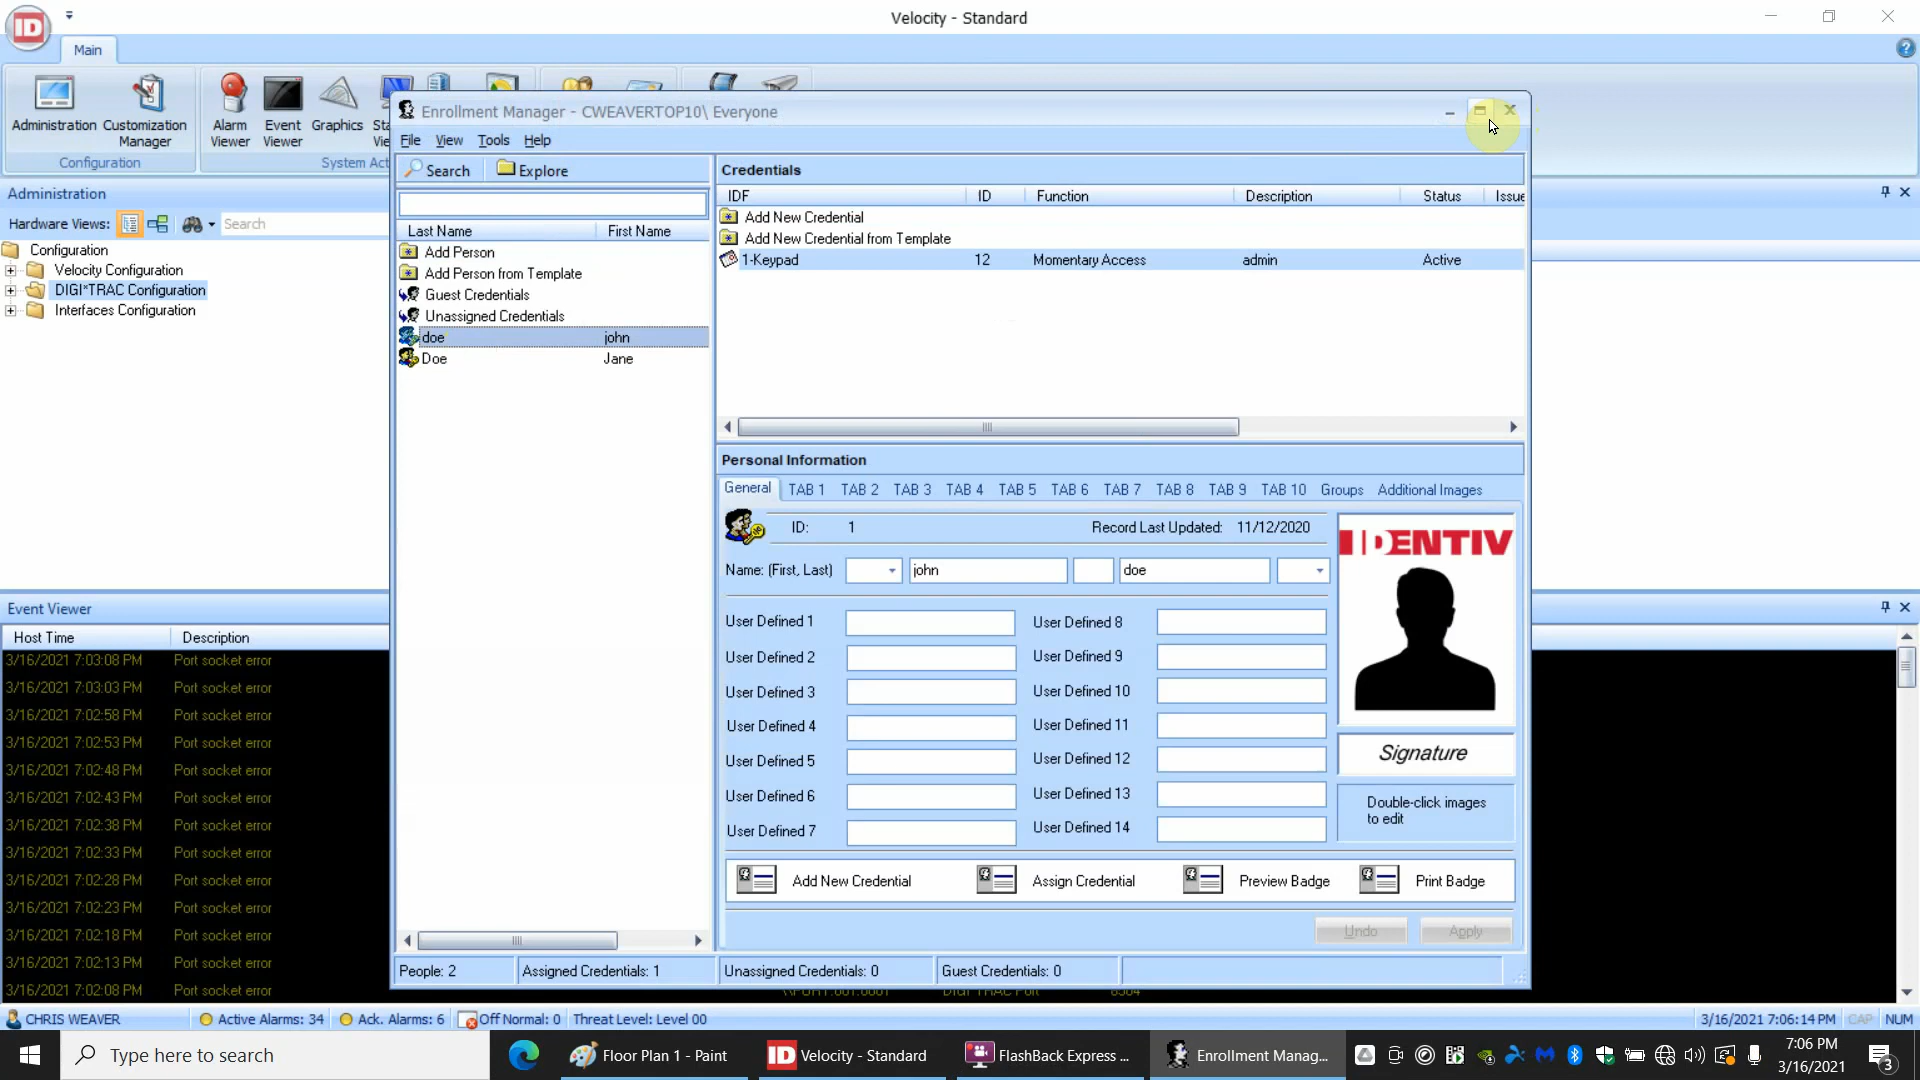 ID
Velocity - Standard
Main
Administration
Customization
Manager
Alarm
Viewer
Event
Viewer
Graphics
Configuration
System Act
Enrollment Manager - CWEAVERTOP10\ Everyone
File View Tools Help
Search Explore
Last Name First Name
Add Person
Add Person from Template
Guest Credentials
Unassigned Credentials
doe john
Doe Jane
People: 2 Assigned Credentials: 1 Unassigned Credentials: 0 Guest Credentials: 0
Credentials
IDF ID Function Description Status Issue
Add New Credential
Add New Credential from Template
1-Keypad 12 Momentary Access admin Active
Personal Information
General TAB 1 TAB 2 TAB 3 TAB 4 TAB 5 TAB 6 TAB 7 TAB 8 TAB 9 TAB 10 Groups Additional Images
ID: 1 Record Last Updated: 11/12/2020
Name: (First, Last) john doe
User Defined 1 User Defined 8
User Defined 2 User Defined 9
User Defined 3 User Defined 10
User Defined 4 User Defined 11
User Defined 5 User Defined 12
User Defined 6 User Defined 13
User Defined 7 User Defined 14
IDENTIV
Signature
Double-click images
to edit
Add New Credential Assign Credential Preview Badge Print Badge
Undo Apply
Administration
Hardware Views: Search
Configuration
Velocity Configuration
DIGI*TRAC Configuration
Interfaces Configuration
Event Viewer
Host Time Description
3/16/2021 7:03:08 PM Port socket error
3/16/2021 7:03:03 PM Port socket error
3/16/2021 7:02:58 PM Port socket error
3/16/2021 7:02:53 PM Port socket error
3/16/2021 7:02:48 PM Port socket error
3/16/2021 7:02:43 PM Port socket error
3/16/2021 7:02:38 PM Port socket error
3/16/2021 7:02:33 PM Port socket error
3/16/2021 7:02:28 PM Port socket error
3/16/2021 7:02:23 PM Port socket error
3/16/2021 7:02:18 PM Port socket error
3/16/2021 7:02:13 PM Port socket error
3/16/2021 7:02:08 PM Port socket error
CHRIS WEAVER Active Alarms: 34 Ack. Alarms: 6 Off Normal: 0 Threat Level: Level 00 3/16/2021 7:06:14 PM CAP NUM
Type here to search
Floor Plan 1 - Paint
ID Velocity - Standard
FlashBack Express ...
Enrollment Manag...
7:06 PM
3/16/2021
3